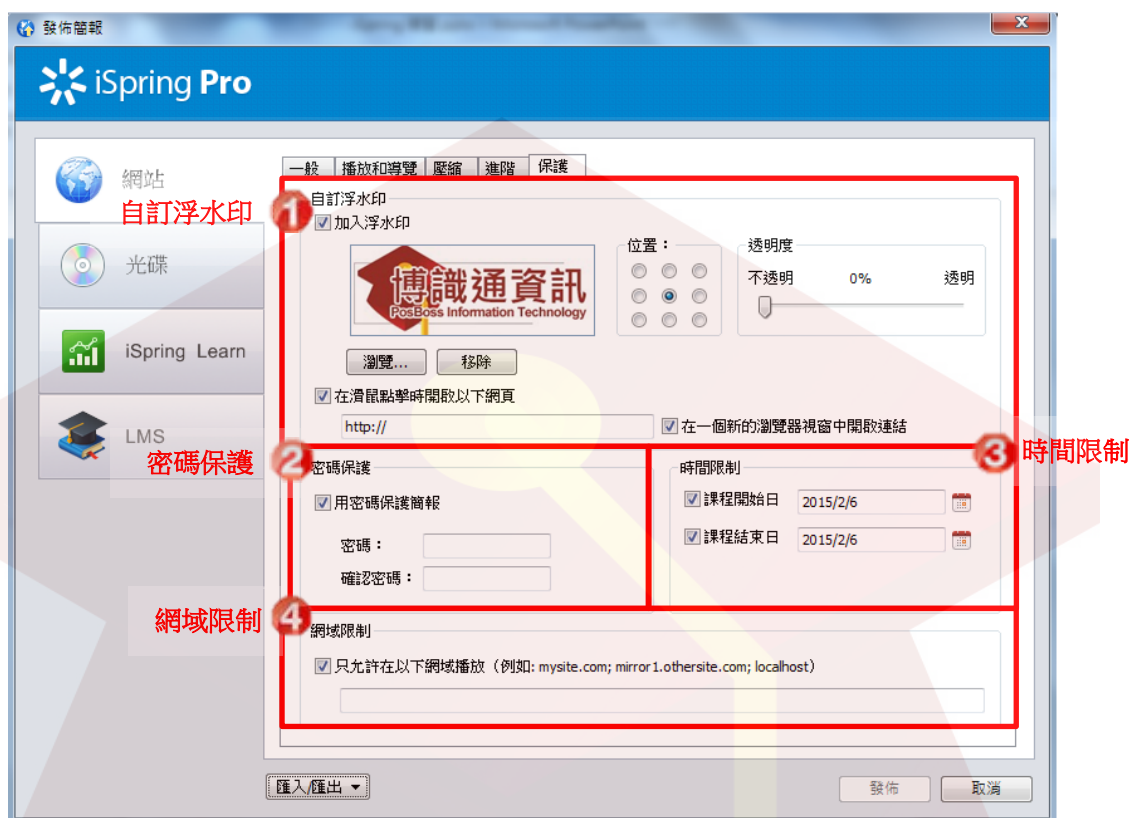 發佈簡報
iSpring Pro
網站
光碟
iSpring Learn
LMS
一般 播放和導覽 壓縮 進階 保護
自訂浮水印 1 自訂浮水印
加入浮水印
博識通資訊
PosBoss Information Technology
位置：
透明度
不透明 0% 透明
瀏覽... 移除
在滑鼠點擊時開啟以下網頁
http:// 在一個新的瀏覽器視窗中開啟連結
密碼保護 2 密碼保護
用密碼保護簡報
密碼：
確認密碼：
3 時間限制
時間限制
課程開始日 2015/2/6
課程結束日 2015/2/6
網域限制 4 網域限制
只允許在以下網域播放（例如: mysite.com; mirror1.othersite.com; localhost）
匯入/匯出 發佈 取消